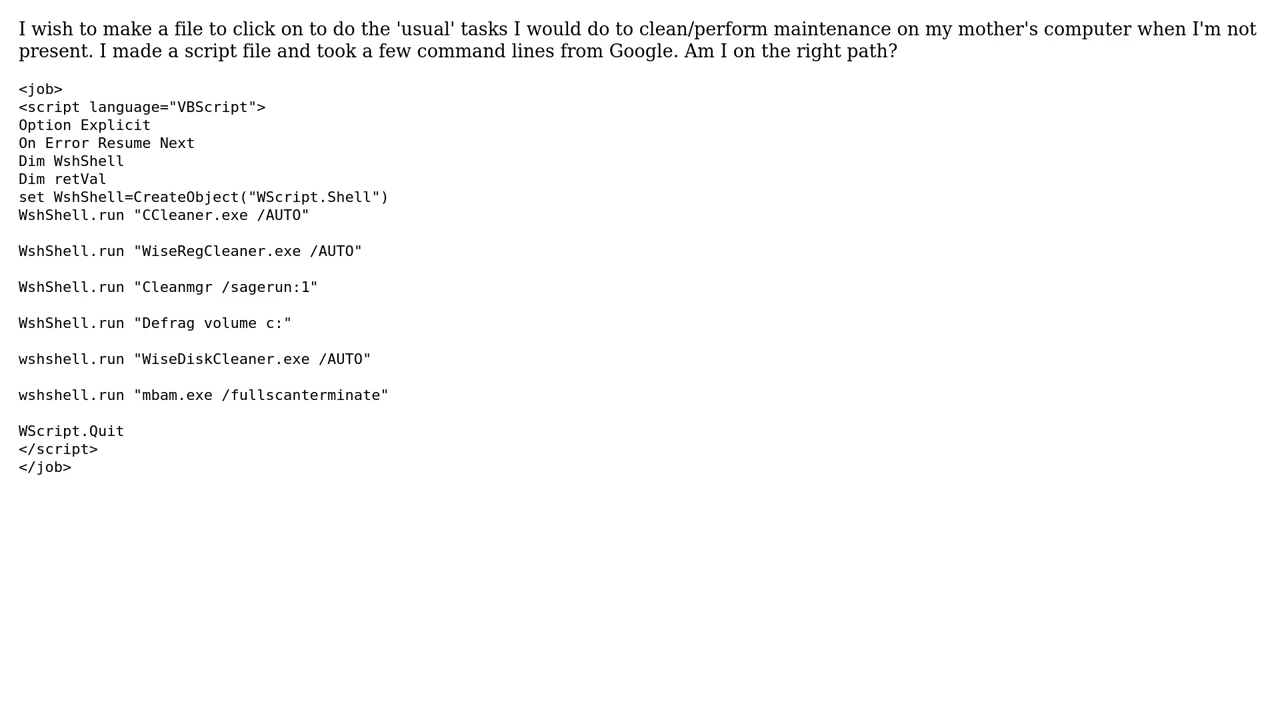 I wish to make a file to click on to do the 'usual' tasks I would do to clean/perform maintenance on my mother's computer when I'm not
present. I made a script file and took a few command lines from Google. Am I on the right path?
<job>
<script language="VBScript">
Option Explicit
On Error Resume Next
Dim WshShell
Dim retVal
set WshShell=CreateObject("WScript.Shell")
WshShell.run "CCleaner.exe /AUTO"
WshShell.run "WiseRegCleaner.exe /AUTO"
WshShell.run "Cleanmgr /sagerun:1"
WshShell.run "Defrag volume c:"
wshshell.run "WiseDiskCleaner.exe /AUTO"
wshshell.run "mbam.exe /fullscanterminate"
WScript.Quit
</script>
</job>